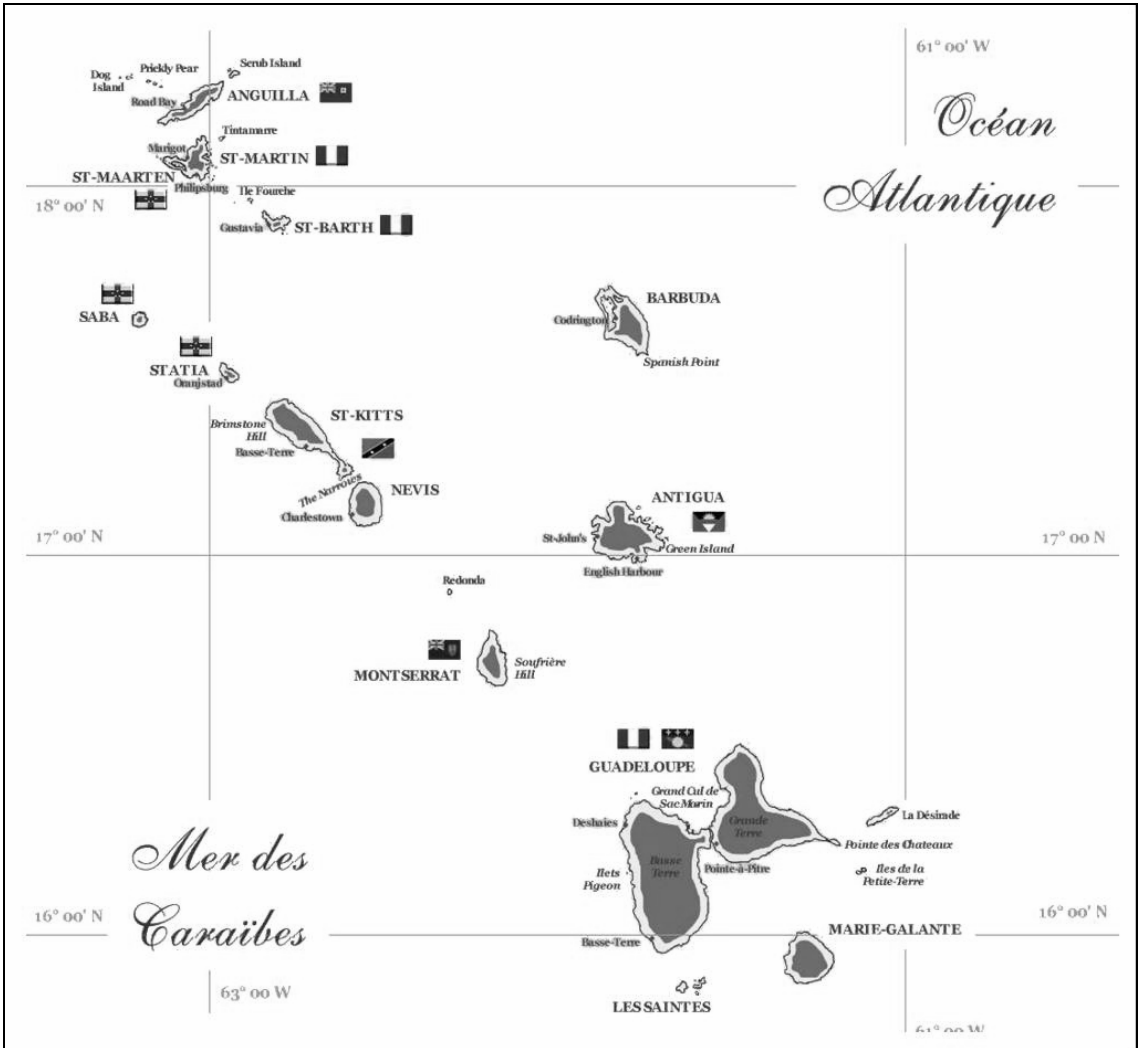 61° 00' W
Océan
Atlantique
Dog
Island
Prickly Pear
Scrub Island
Road Bay
ANGUILLA
Tintamarre
Marigot
ST-MARTIN
ST-MAARTEN
Philipsburg
Ile Fourche
18° 00' N
Gustavia
ST-BARTH
SABA
BARBUDA
Codrington
Spanish Point
STATIA
Oranjstad
Brimstone
Hill
ST-KITTS
Basse-Terre
The Narrows
NEVIS
Charlestown
ANTIGUA
St-John's
Green Island
English Harbour
17° 00' N
17° 00 N
Redonda
MONTSERRAT
Soufrière
Hill
GUADELOUPE
Grand Cul de
Sac Marin
Deshaies
Grande
Terre
La Désirade
Pointe des Chateaux
Basse
Terre
Pointe-à-Pitre
Ilets
Pigeon
Iles de la
Petite-Terre
Mer des
Caraïbes
16° 00' N
16° 00' N
Basse-Terre
MARIE-GALANTE
LES SAINTES
63° 00 W
61° 00 W